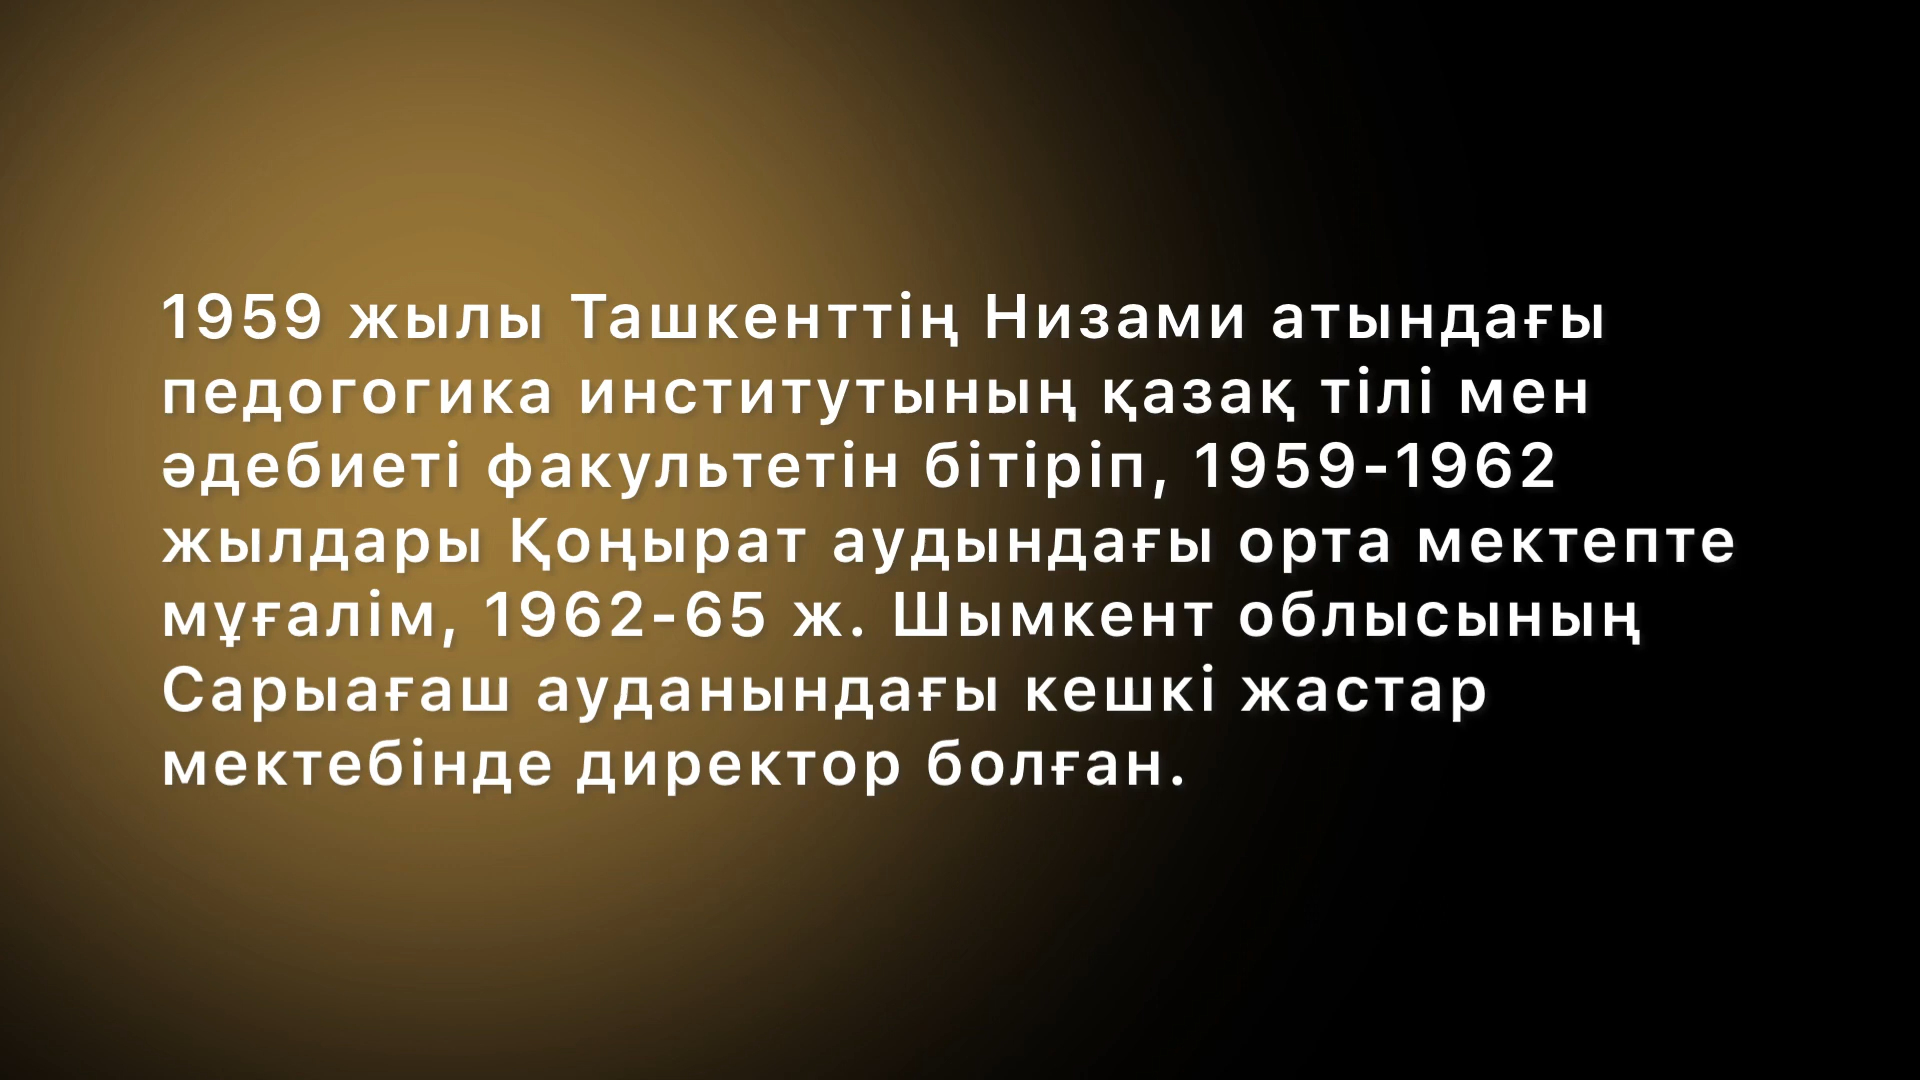 1959 жылы Ташкенттің Низами атындағы
педогогика институтының қазақ тілі мен
әдебиеті факультетін бітіріп, 1959-1962
жылдары Қоңырат аудындағы орта мектепте
мұғалім, 1962-65 ж. Шымкент облысының
Сарыағаш ауданындағы кешкі жастар
мектебінде директор болған.